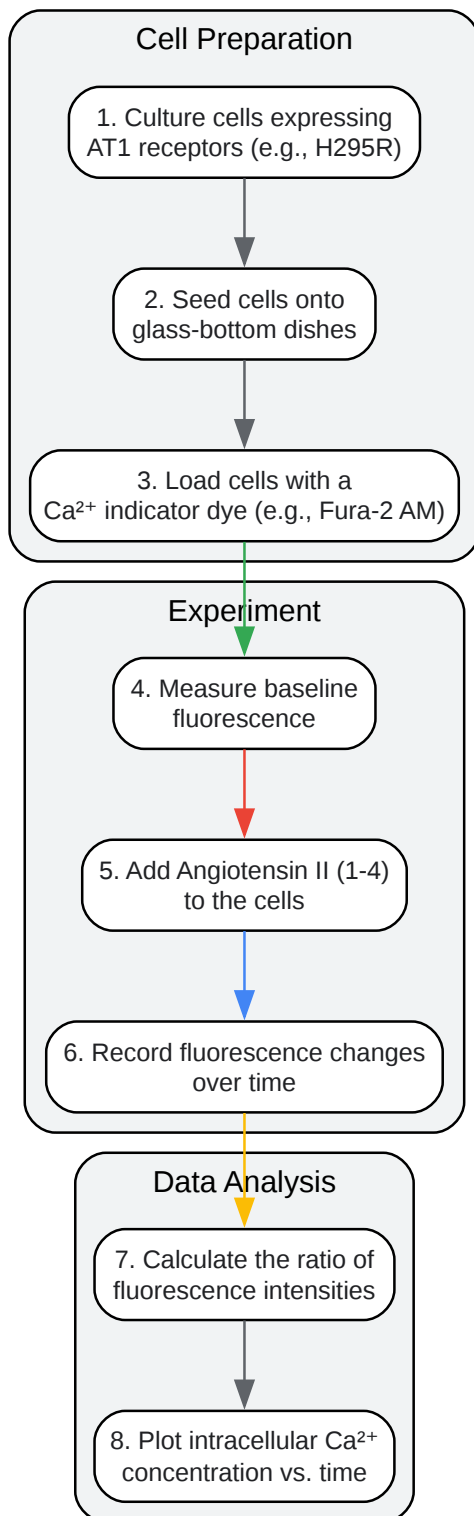 Cell Preparation
1. Culture cells expressing
AT1 receptors (e.g., H295R)
2. Seed cells onto
glass-bottom dishes
3. Load cells with a
Ca²⁺ indicator dye (e.g., Fura-2 AM)
Experiment
4. Measure baseline
fluorescence
5. Add Angiotensin II (1-4)
to the cells
6. Record fluorescence changes
over time
Data Analysis
7. Calculate the ratio of
fluorescence intensities
8. Plot intracellular Ca²⁺
concentration vs. time